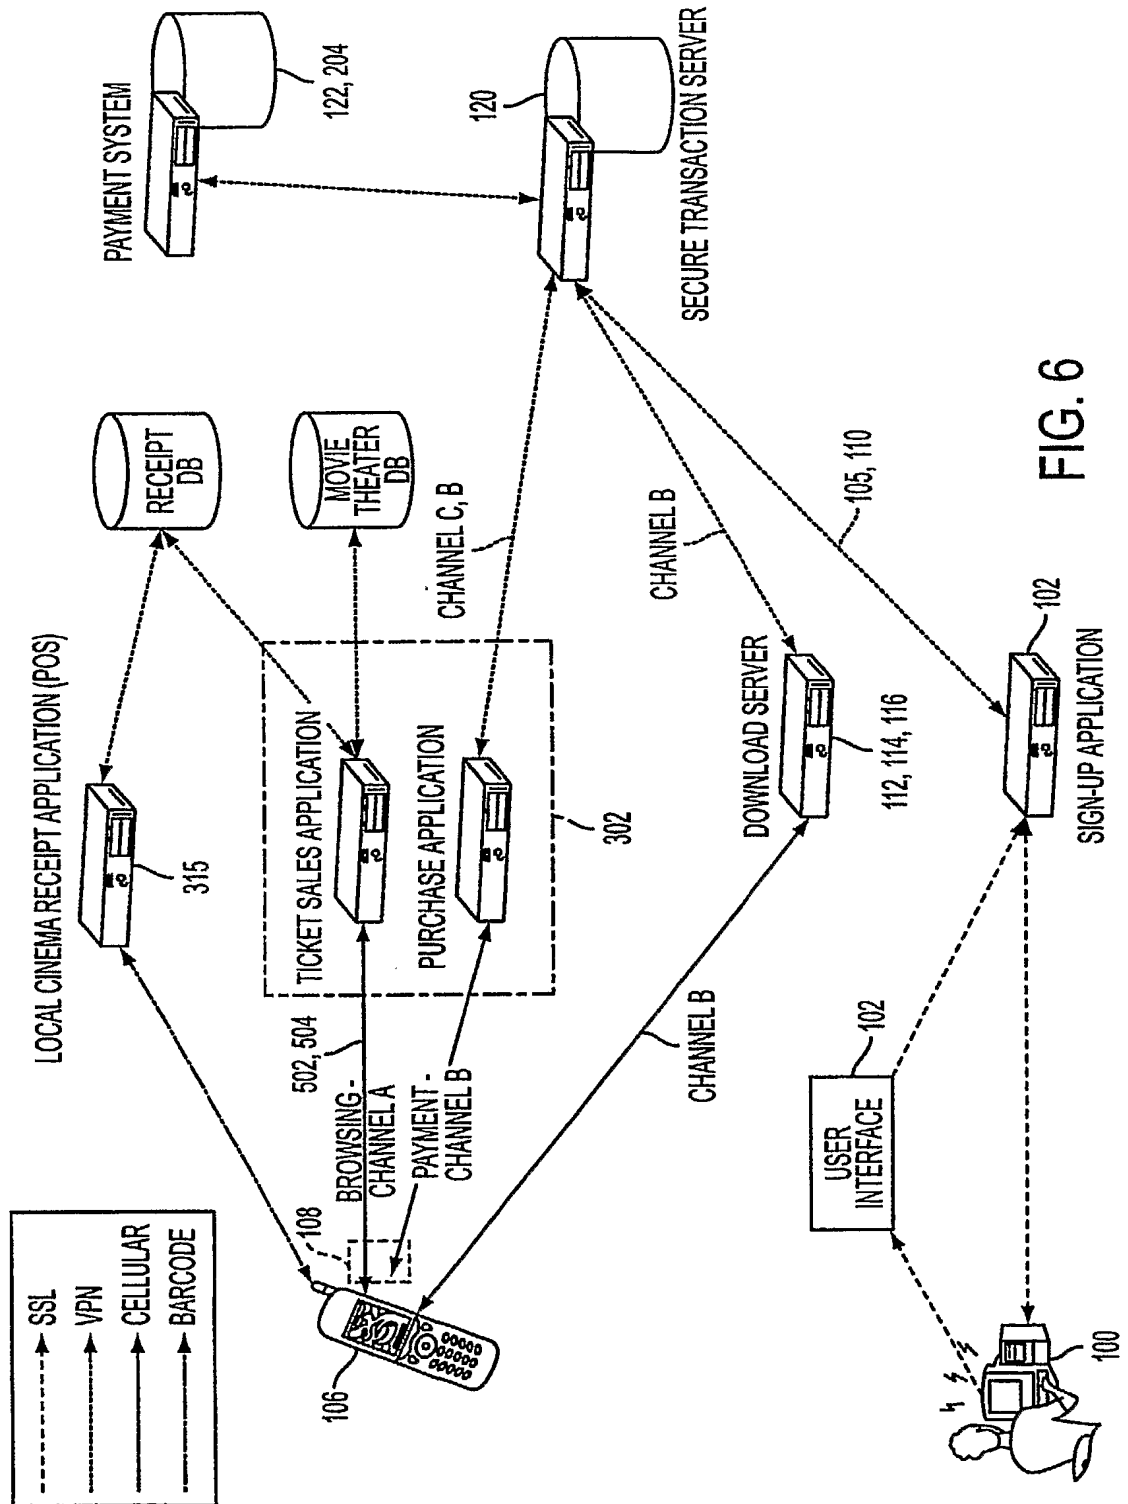 SSL
VPN
CELLULAR
BARCODE
LOCAL CINEMA RECEIPT APPLICATION (POS)
315
RECEIPT
DB
PAYMENT SYSTEM
122, 204
TICKET SALES APPLICATION
MOVIE
THEATER
DB
106
108
BROWSING -
CHANNEL A
502, 504
PAYMENT -
CHANNEL B
PURCHASE APPLICATION
302
CHANNEL C, B
120
SECURE TRANSACTION SERVER
CHANNEL B
DOWNLOAD SERVER
112, 114, 116
CHANNEL B
105, 110
USER
INTERFACE
102
102
SIGN-UP APPLICATION
100
FIG. 6